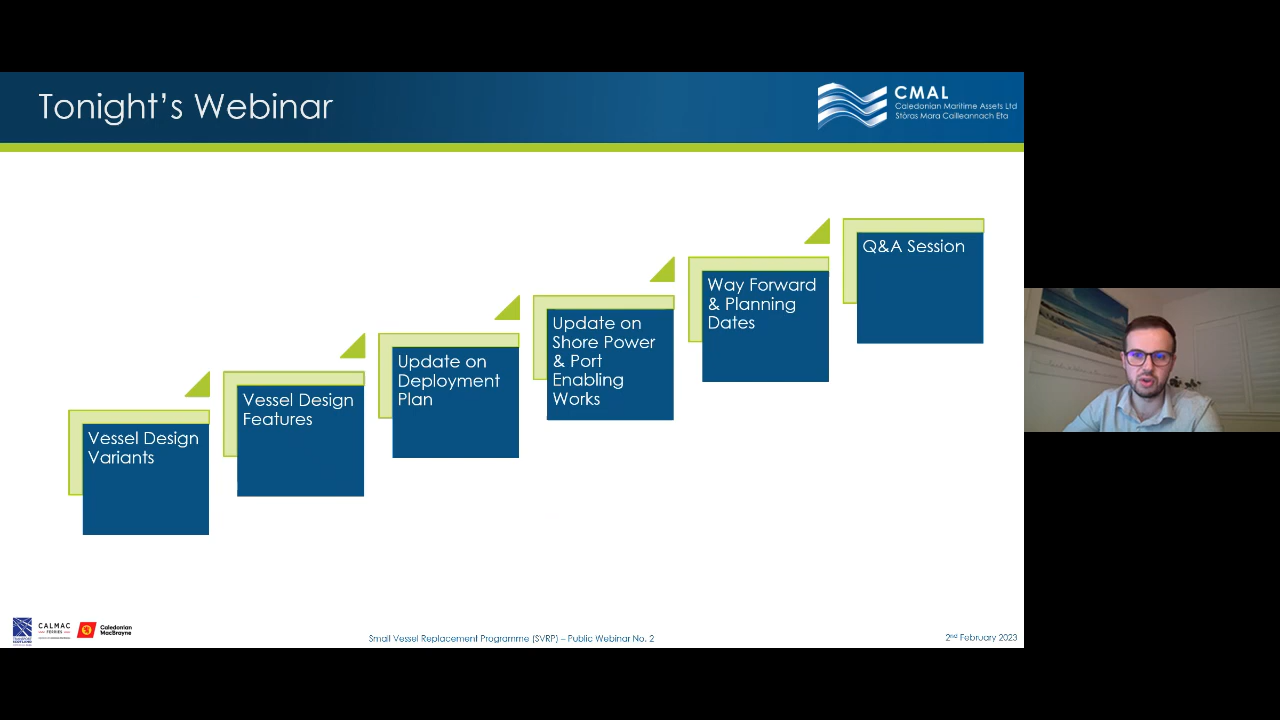 Tonight's Webinar
CMAL
Caledonian Maritime Assets Ltd
Stòras Mara Cailleannach Eta
Vessel Design
Variants
Vessel Design
Features
Update on
Deployment
Plan
Update on
Shore Power
& Port
Enabling
Works
Way Forward
& Planning
Dates
Q&A Session
CALMAC
FERRIES
Caledonian
MacBrayne
Small Vessel Replacement Programme (SVRP) – Public Webinar No. 2
2nd February 2023